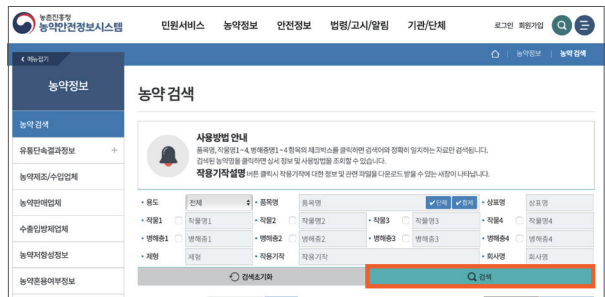 농촌진흥청
농약안전정보시스템
민원서비스 농약정보 안전정보 법령/고시/알림 기관/단체
로그인 회원가입
메뉴접기
농약정보 농약검색
농약정보
농약검색
유통단속결과정보
농약제조/수입업체
농약판매업체
수출입방제업체
농약저항성정보
농약혼용여부정보
농약 검색
사용방법 안내
품목명, 작물명1~4, 병해충명1~4 항목의 체크박스를 클릭하면 검색어와 정확히 일치하는 자료만 검색됩니다.
검색된 농약명을 클릭하면 상세 정보 및 사용방법을 조회할 수 있습니다.
작용기작설명 버튼 클릭시 작용기작에 대한 정보 및 관련 파일을 다운로드 받을 수 있는 새창이 나타납니다.
용도 전체 품목명 품목명 단제 합제 상표명 상표명
작물1 작물명1 작물2 작물명2 작물3 작물명3 작물4 작물명4
병해충1 병해충1 병해충2 병해충2 병해충3 병해충3 병해충4 병해충4
제형 제형 작용기작 작용기작 회사명 회사명
검색초기화 검색